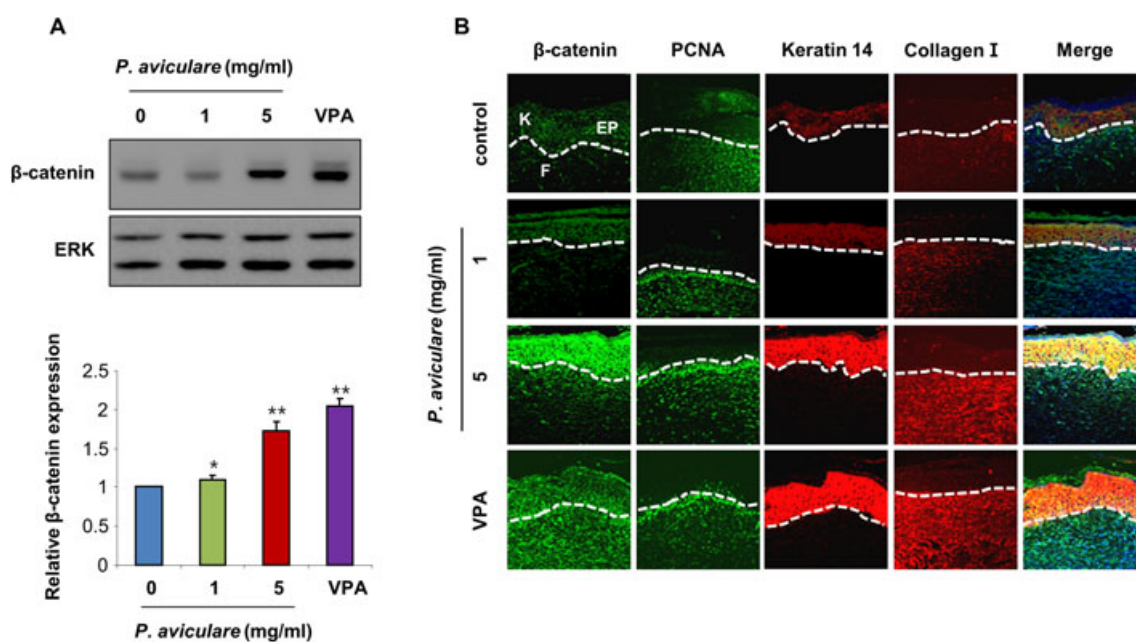 A
P. aviculare (mg/ml)
0 1 5 VPA
β-catenin
ERK
Relative β-catenin expression
2.5
2
1.5
1
0.5
0
*
**
**
0 1 5 VPA
P. aviculare (mg/ml)
B
β-catenin PCNA Keratin 14 Collagen I Merge
control
K EP
F
P. aviculare (mg/ml)
1
5
VPA